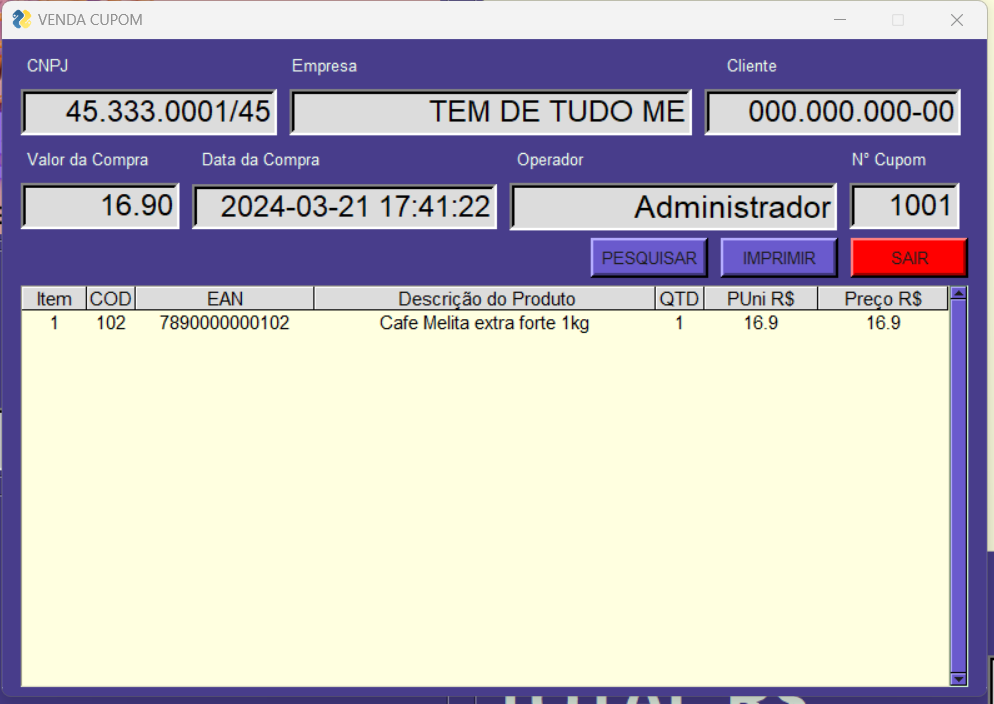 VENDA CUPOM
CNPJ Empresa Cliente
45.333.0001/45 TEM DE TUDO ME 000.000.000-00
Valor da Compra Data da Compra Operador N° Cupom
16.90 2024-03-21 17:41:22 Administrador 1001
PESQUISAR IMPRIMIR SAIR
Item COD EAN Descrição do Produto QTD PUni R$ Preço R$
1 102 7890000000102 Cafe Melita extra forte 1kg 1 16.9 16.9
TOTAL R$